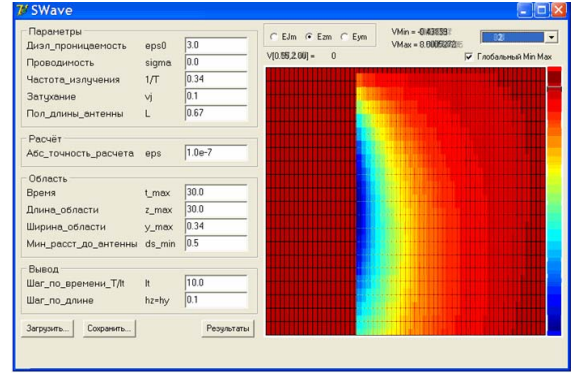 SWave
Параметры
Диэл_проницаемость eps0 3.0
Проводимость sigma 0.0
Частота_излучения 1/T 0.34
Затухание vj 0.1
Пол_длины_антенны L 0.67
Расчёт
Абс_точность_расчета eps 1.0e-7
Область
Время t_max 30.0
Длина_области z_max 30.0
Ширина_области y_max 0.34
Мин_расст_до_антенны ds_min 0.5
Вывод
Шаг_по_времени_T/lt lt 10.0
Шаг_по_длине hz=hy 0.1
Загрузить... Сохранить... Результаты
EJm Ezm Eym
VMin =
VMax =
V[0.55,2.00] = 0
Глобальный Min Max